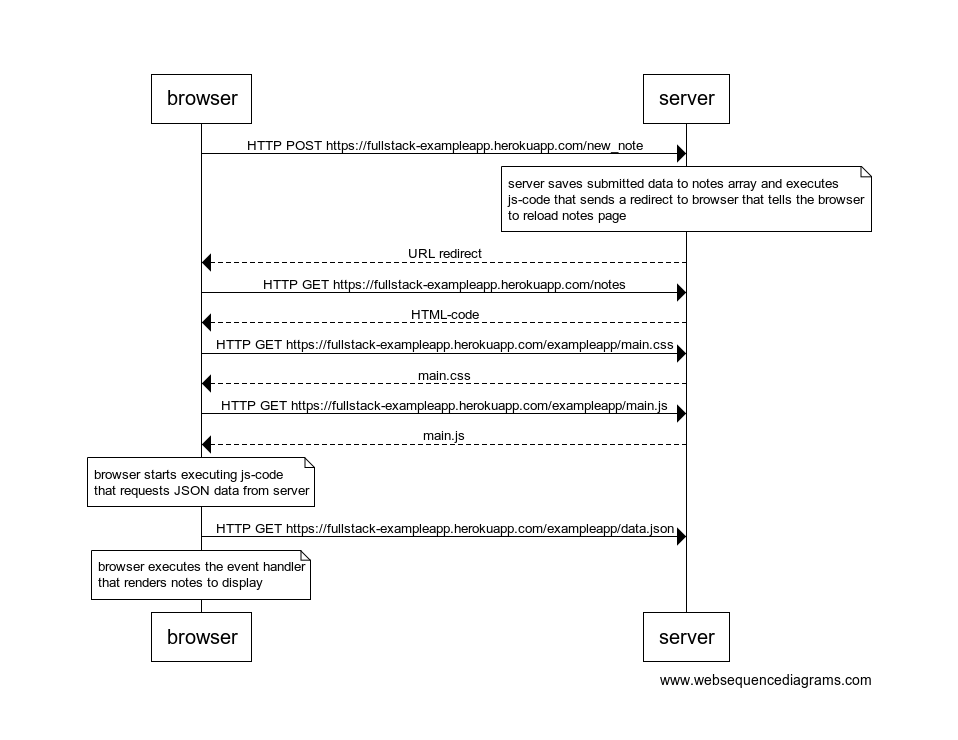 browser
server
HTTP POST https://fullstack-exampleapp.herokuapp.com/new_note
server saves submitted data to notes array and executes
js-code that sends a redirect to browser that tells the browser
to reload notes page
URL redirect
HTTP GET https://fullstack-exampleapp.herokuapp.com/notes
HTML-code
HTTP GET https://fullstack-exampleapp.herokuapp.com/exampleapp/main.css
main.css
HTTP GET https://fullstack-exampleapp.herokuapp.com/exampleapp/main.js
main.js
browser starts executing js-code
that requests JSON data from server
HTTP GET https://fullstack-exampleapp.herokuapp.com/exampleapp/data.json
browser executes the event handler
that renders notes to display
browser
server
www.websequencediagrams.com